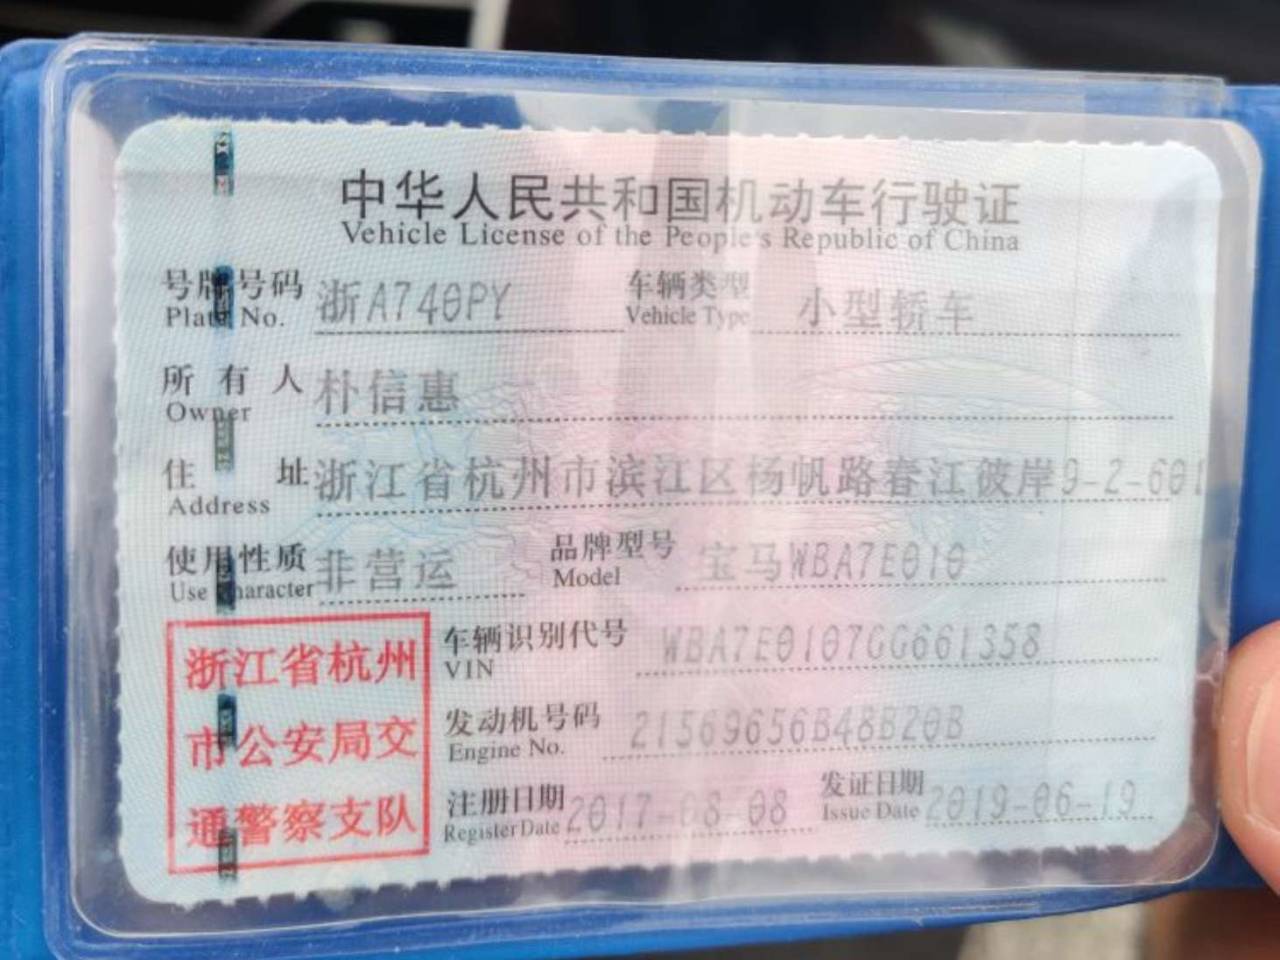 中华人民共和国机动车行驶证
Vehicle License of the People's Republic of China
号牌号码 浙A740PY 车辆类型 小型轿车
Plate No. Vehicle Type
所有人 朴信惠
Owner
住址 浙江省杭州市滨江区杨帆路春江彼岸9-2-601
Address
使用性质 非营运 品牌型号 宝马WBA7E010
Use Character Model
浙江省杭州
市公安局交
通警察支队
车辆识别代号 WBA7E0107GG661358
VIN
发动机号码 21569656B48B20B
Engine No.
注册日期 2017-08-08 发证日期 2019-06-19
Register Date Issue Date